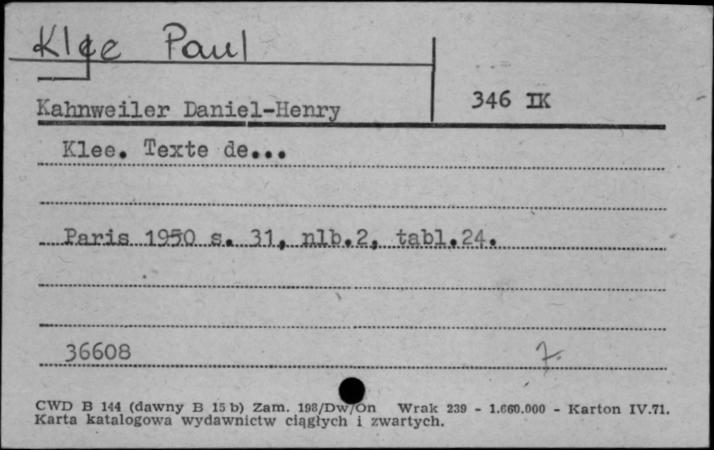 Klee Paul
Kahnweiler Daniel-Henry
346 IK
Klee. Texte de...
Paris 1950 s. 31, nlb.2, tabl.24.
36608
7.
CWD B 144 (dawny B 15 b) Zam. 198/Dw/On Wrak 239 - 1.660.000 - Karton IV.71.
Karta katalogowa wydawnictw ciągłych i zwartych.